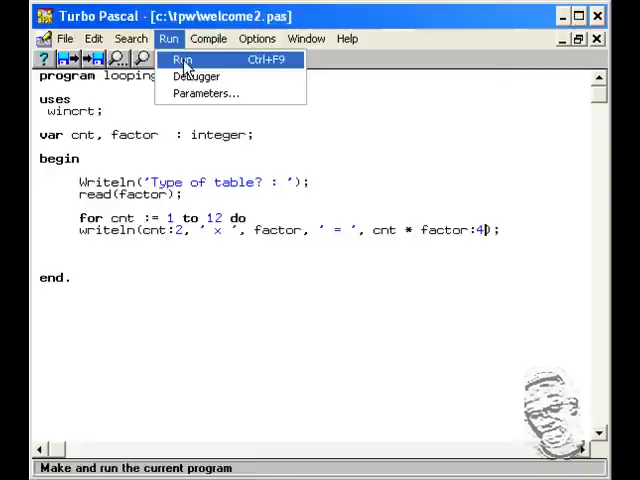 Turbo Pascal - [c:\tpw\welcome2.pas]
File Edit Search Run Compile Options Window Help
Run Ctrl+F9
Debugger
Parameters...
program looping
uses
wincrt;
var cnt, factor : integer;
begin
Writeln('Type of table? : ');
read(factor);
for cnt := 1 to 12 do
writeln(cnt:2, ' x ', factor, ' = ', cnt * factor:4);
end.
Make and run the current program